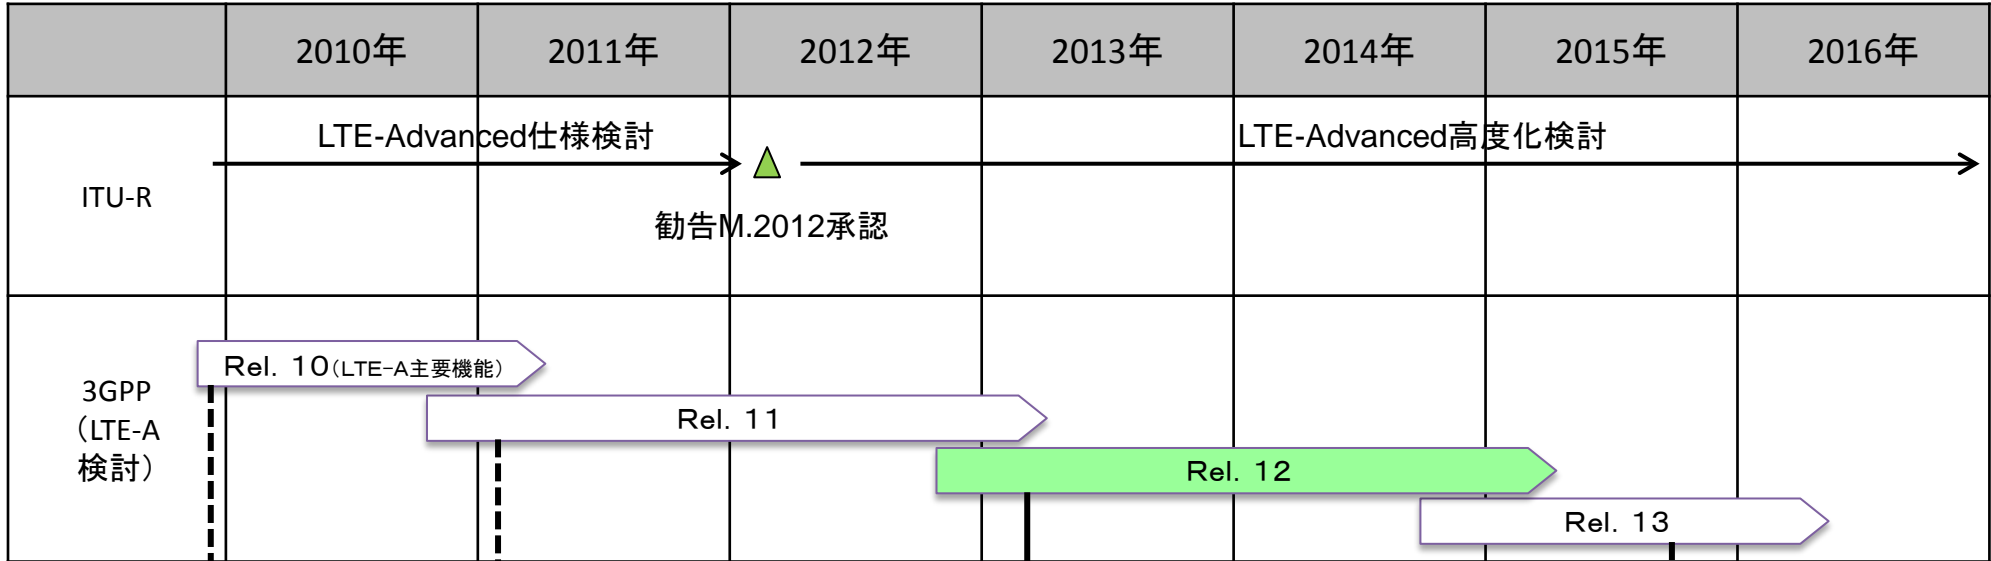 2010年 2011年 2012年 2013年 2014年 2015年 2016年
LTE-Advanced仕様検討
LTE-Advanced高度化検討
ITU-R
勧告M.2012承認
Rel. 10(LTE-A主要機能)
3GPP
(LTE-A
検討)
Rel. 11
Rel. 12
Rel. 13